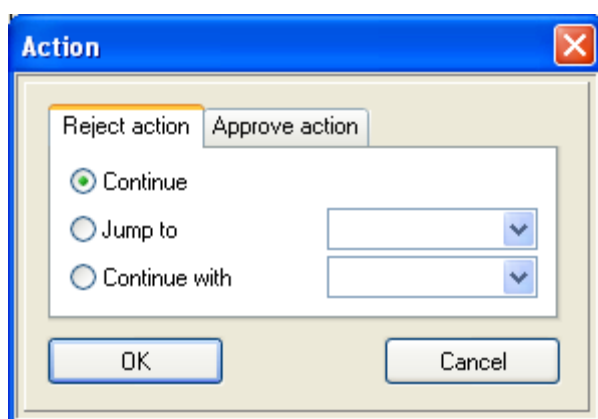 Action
Reject action Approve action
Continue
Jump to
Continue with
OK Cancel